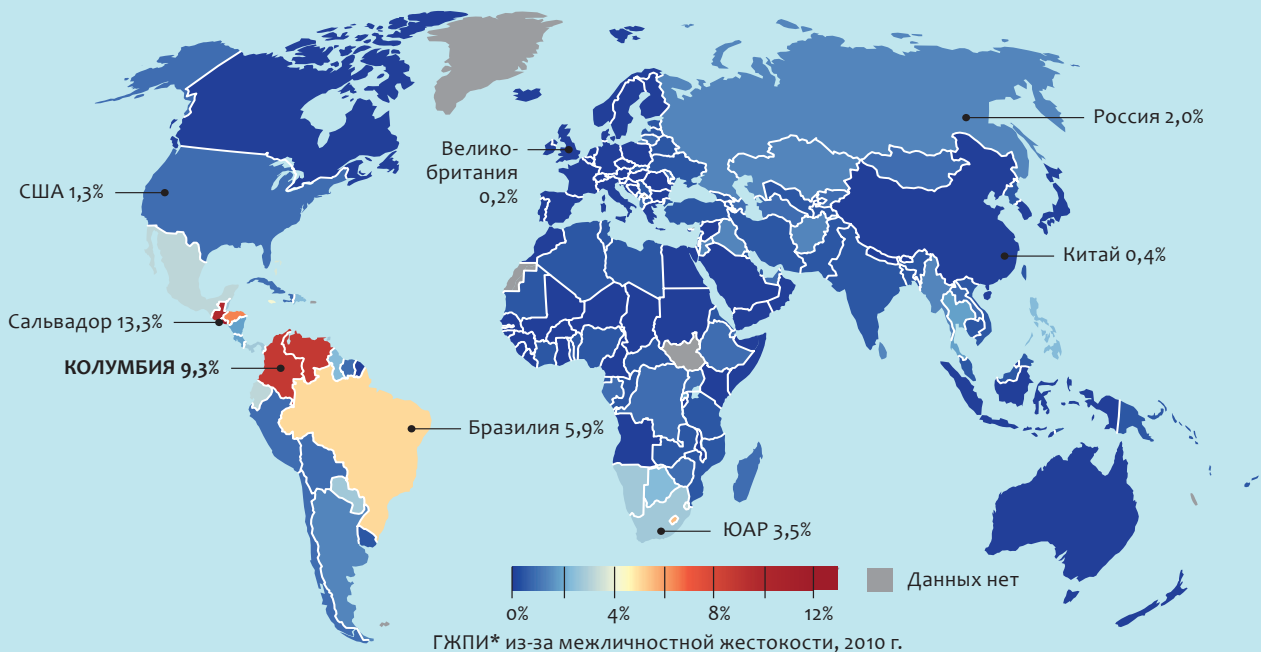 Россия 2,0%
Велико-
британия
0,2%
США 1,3%
Китай 0,4%
Сальвадор 13,3%
КОЛУМБИЯ 9,3%
Бразилия 5,9%
ЮАР 3,5%
Данных нет
0%
4%
8%
12%
ГЖПИ* из-за межличностной жестокости, 2010 г.